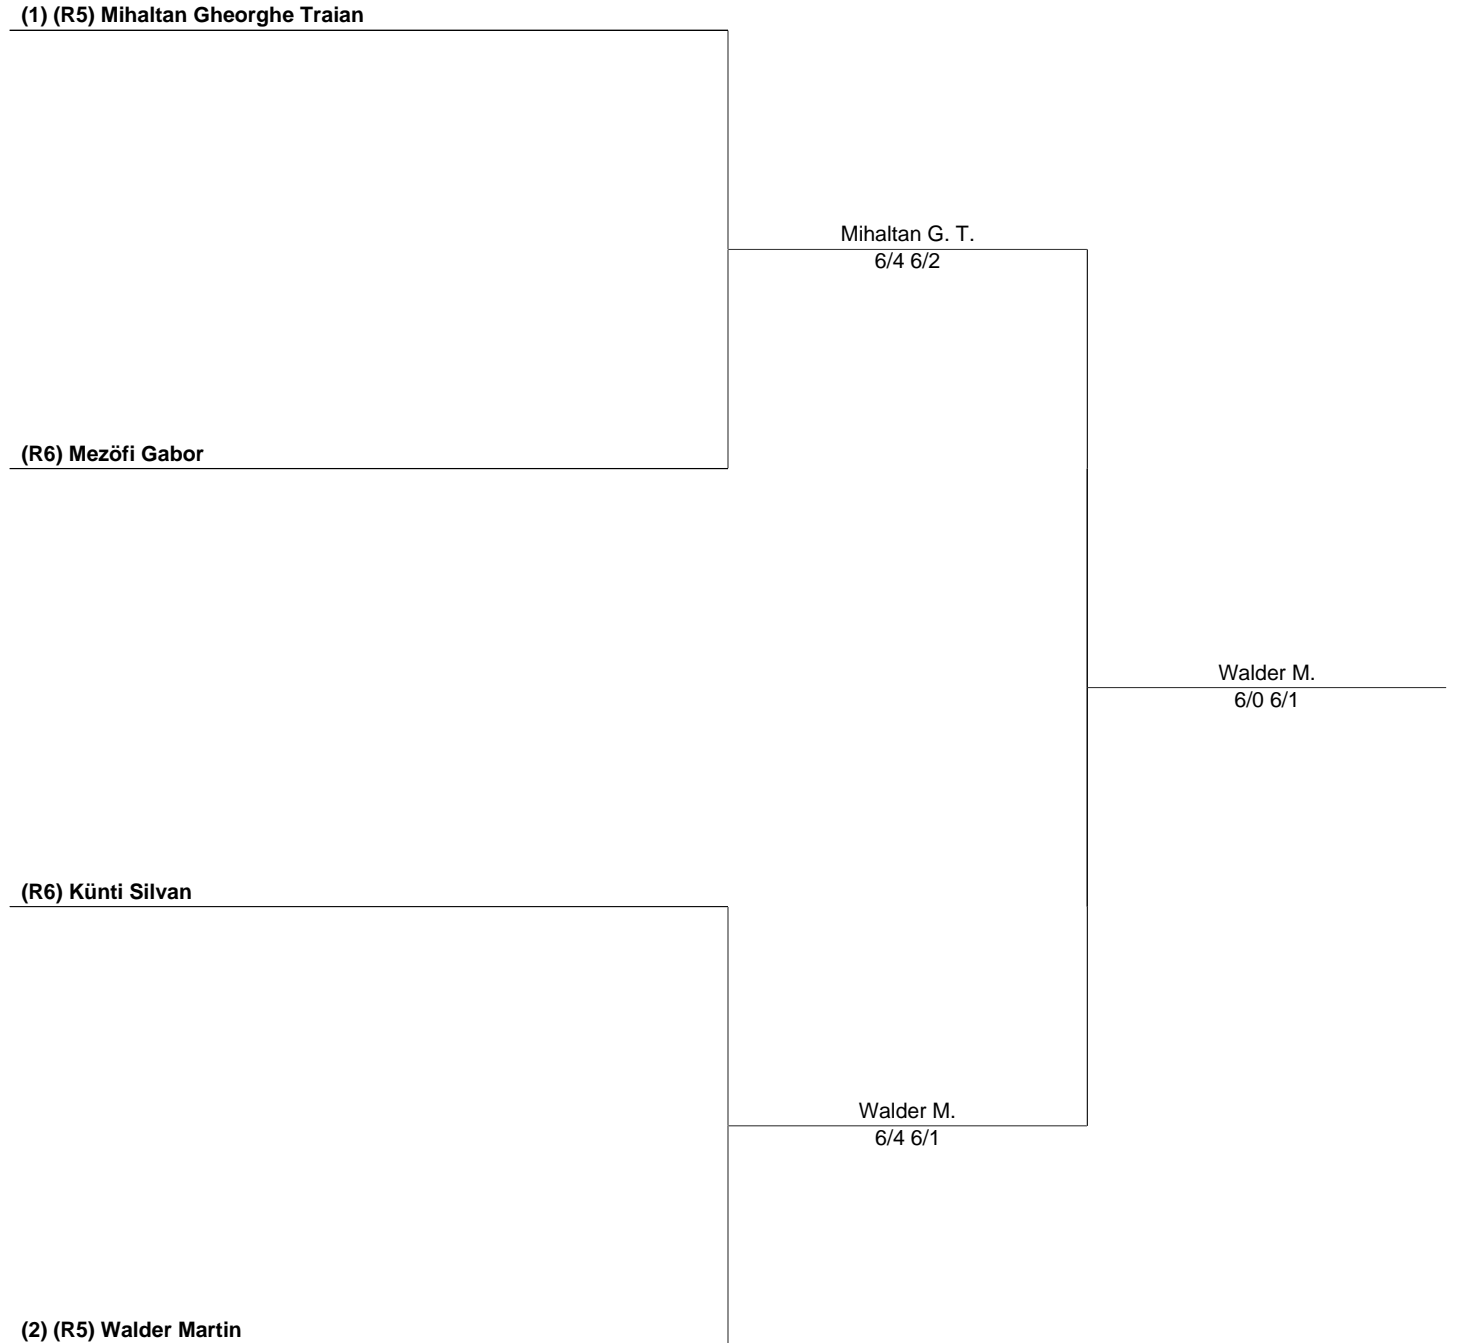 (1) (R5) Mihaltan Gheorghe Traian
Mihaltan G. T.
6/4 6/2
(R6) Mezöfi Gabor
Walder M.
6/0 6/1
(R6) Künti Silvan
Walder M.
6/4 6/1
(2) (R5) Walder Martin